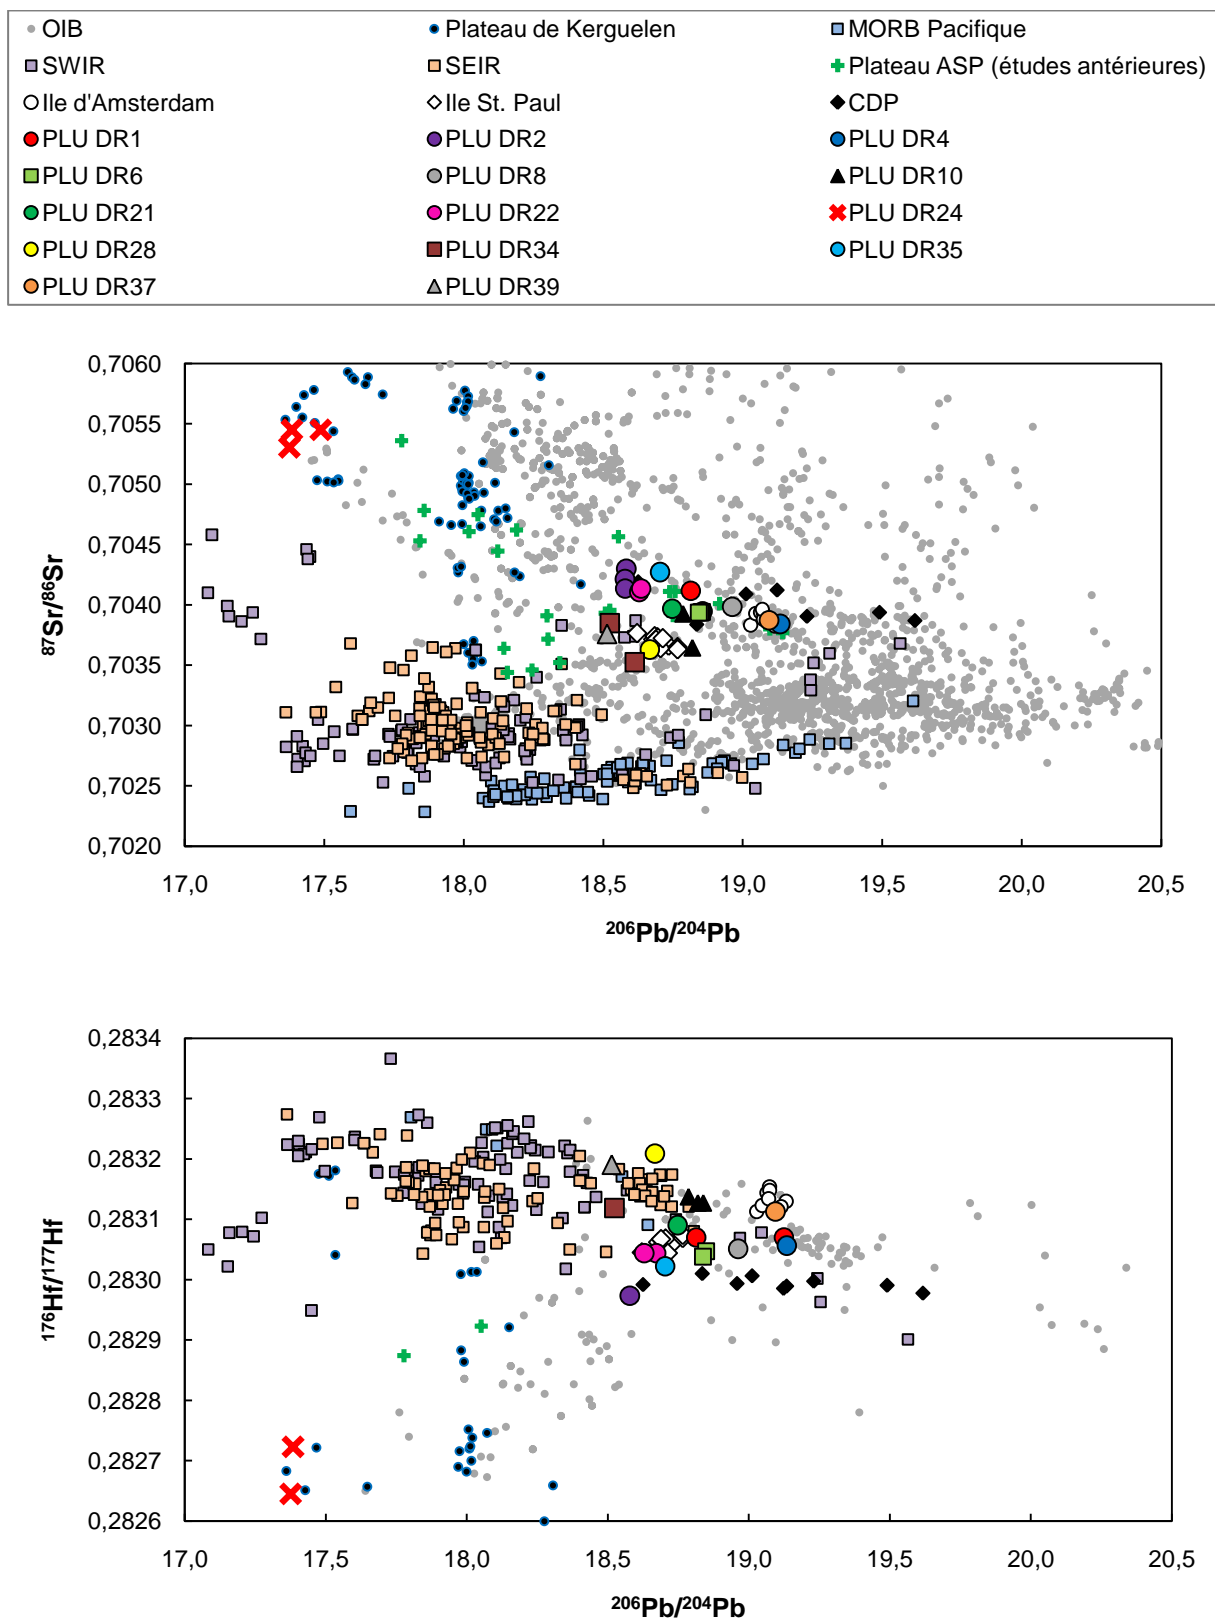 OIB Plateau de Kerguelen MORB Pacifique
SWIR SEIR Plateau ASP (études antérieures)
Ile d'Amsterdam Ile St. Paul CDP
PLU DR1 PLU DR2 PLU DR4
PLU DR6 PLU DR8 PLU DR10
PLU DR21 PLU DR22 PLU DR24
PLU DR28 PLU DR34 PLU DR35
PLU DR37 PLU DR39
0,7060
0,7055
0,7050
0,7045
0,7040
0,7035
0,7030
0,7025
0,7020
⁸⁷Sr/⁸⁶Sr
17,0 17,5 18,0 18,5 19,0 19,5 20,0 20,5
²⁰⁶Pb/²⁰⁴Pb
0,2834
0,2833
0,2832
0,2831
0,2830
0,2829
0,2828
0,2827
0,2826
¹⁷⁶Hf/¹⁷⁷Hf
17,0 17,5 18,0 18,5 19,0 19,5 20,0 20,5
²⁰⁶Pb/²⁰⁴Pb